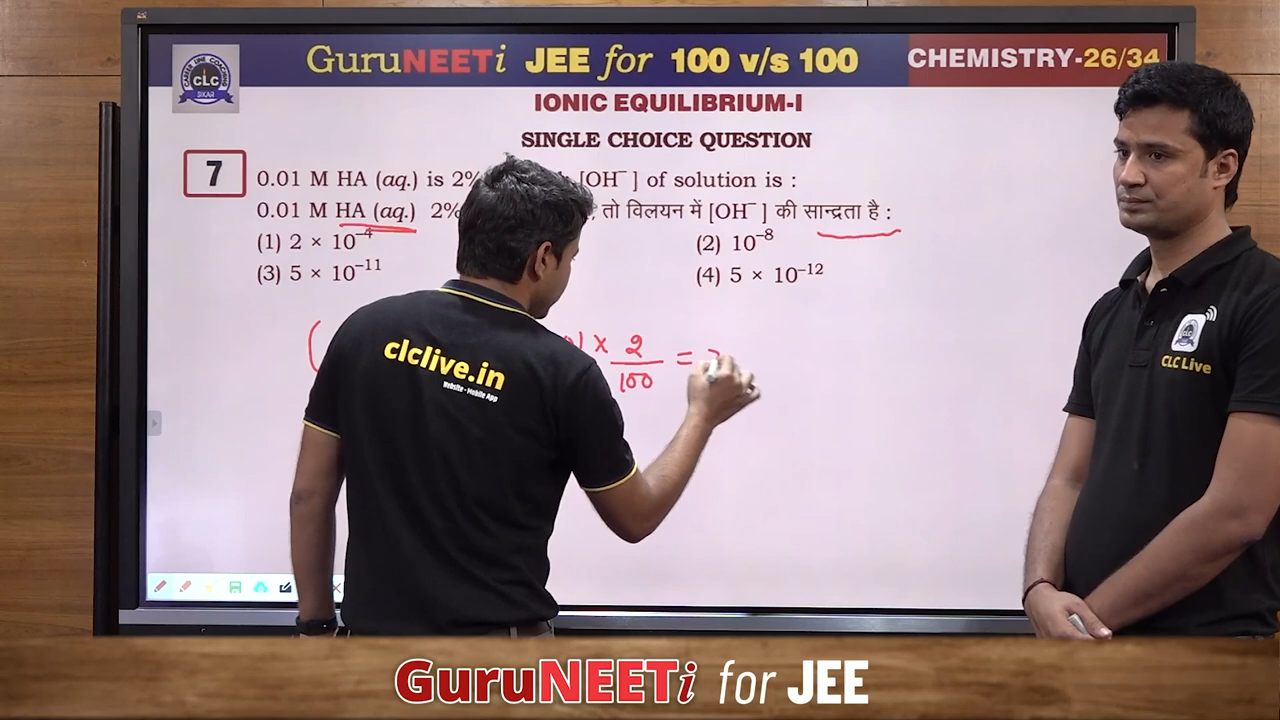 GuruNEETi JEE for 100 v/s 100 CHEMISTRY-26/34
CLC
SIKAR
IONIC EQUILIBRIUM-I
SINGLE CHOICE QUESTION
7
0.01 M HA (aq.) is 2% [OH⁻] of solution is :
0.01 M HA (aq.) 2% तो विलयन में [OH⁻] की सान्द्रता है :
(1) 2 × 10⁻⁴ (2) 10⁻⁸
(3) 5 × 10⁻¹¹ (4) 5 × 10⁻¹²
( × 2/100 =
clclive.in
Website - Mobile App
CLC Live
GuruNEETi for JEE